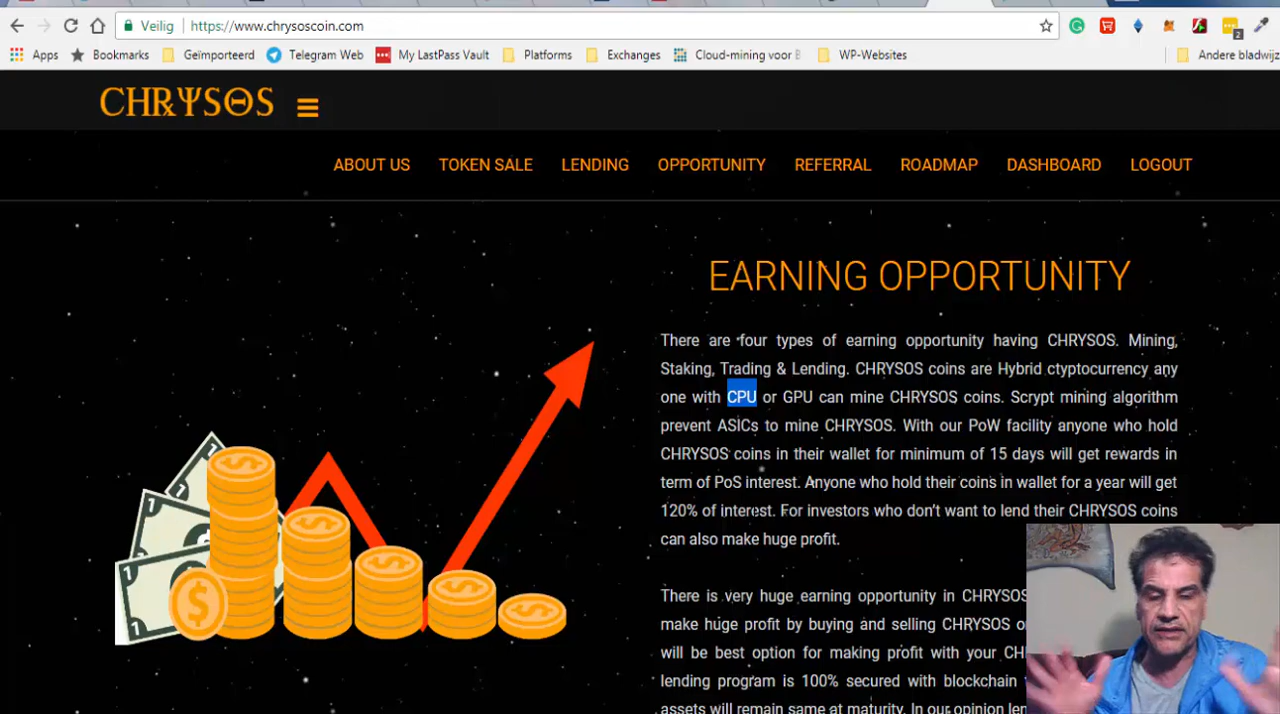 Veilig https://www.chrysoscoin.com
Apps Bookmarks Geïmporteerd Telegram Web My LastPass Vault Platforms Exchanges Cloud-mining voor B WP-Websites Andere bladwijz
2
CHRYSOS
ABOUT US TOKEN SALE LENDING OPPORTUNITY REFERRAL ROADMAP DASHBOARD LOGOUT
EARNING OPPORTUNITY
There are four types of earning opportunity having CHRYSOS. Mining,
Staking, Trading & Lending. CHRYSOS coins are Hybrid ctyptocurrency any
one with CPU or GPU can mine CHRYSOS coins. Scrypt mining algorithm
prevent ASICs to mine CHRYSOS. With our PoW facility anyone who hold
CHRYSOS coins in their wallet for minimum of 15 days will get rewards in
term of PoS interest. Anyone who hold their coins in wallet for a year will get
120% of interest. For investors who don't want to lend their CHRYSOS coins
can also make huge profit.
There is very huge earning opportunity in CHRYSOS
make huge profit by buying and selling CHRYSOS
will be best option for making profit with your
lending program is 100% secured with blockchain
assets will remain same at maturity. In our opinion